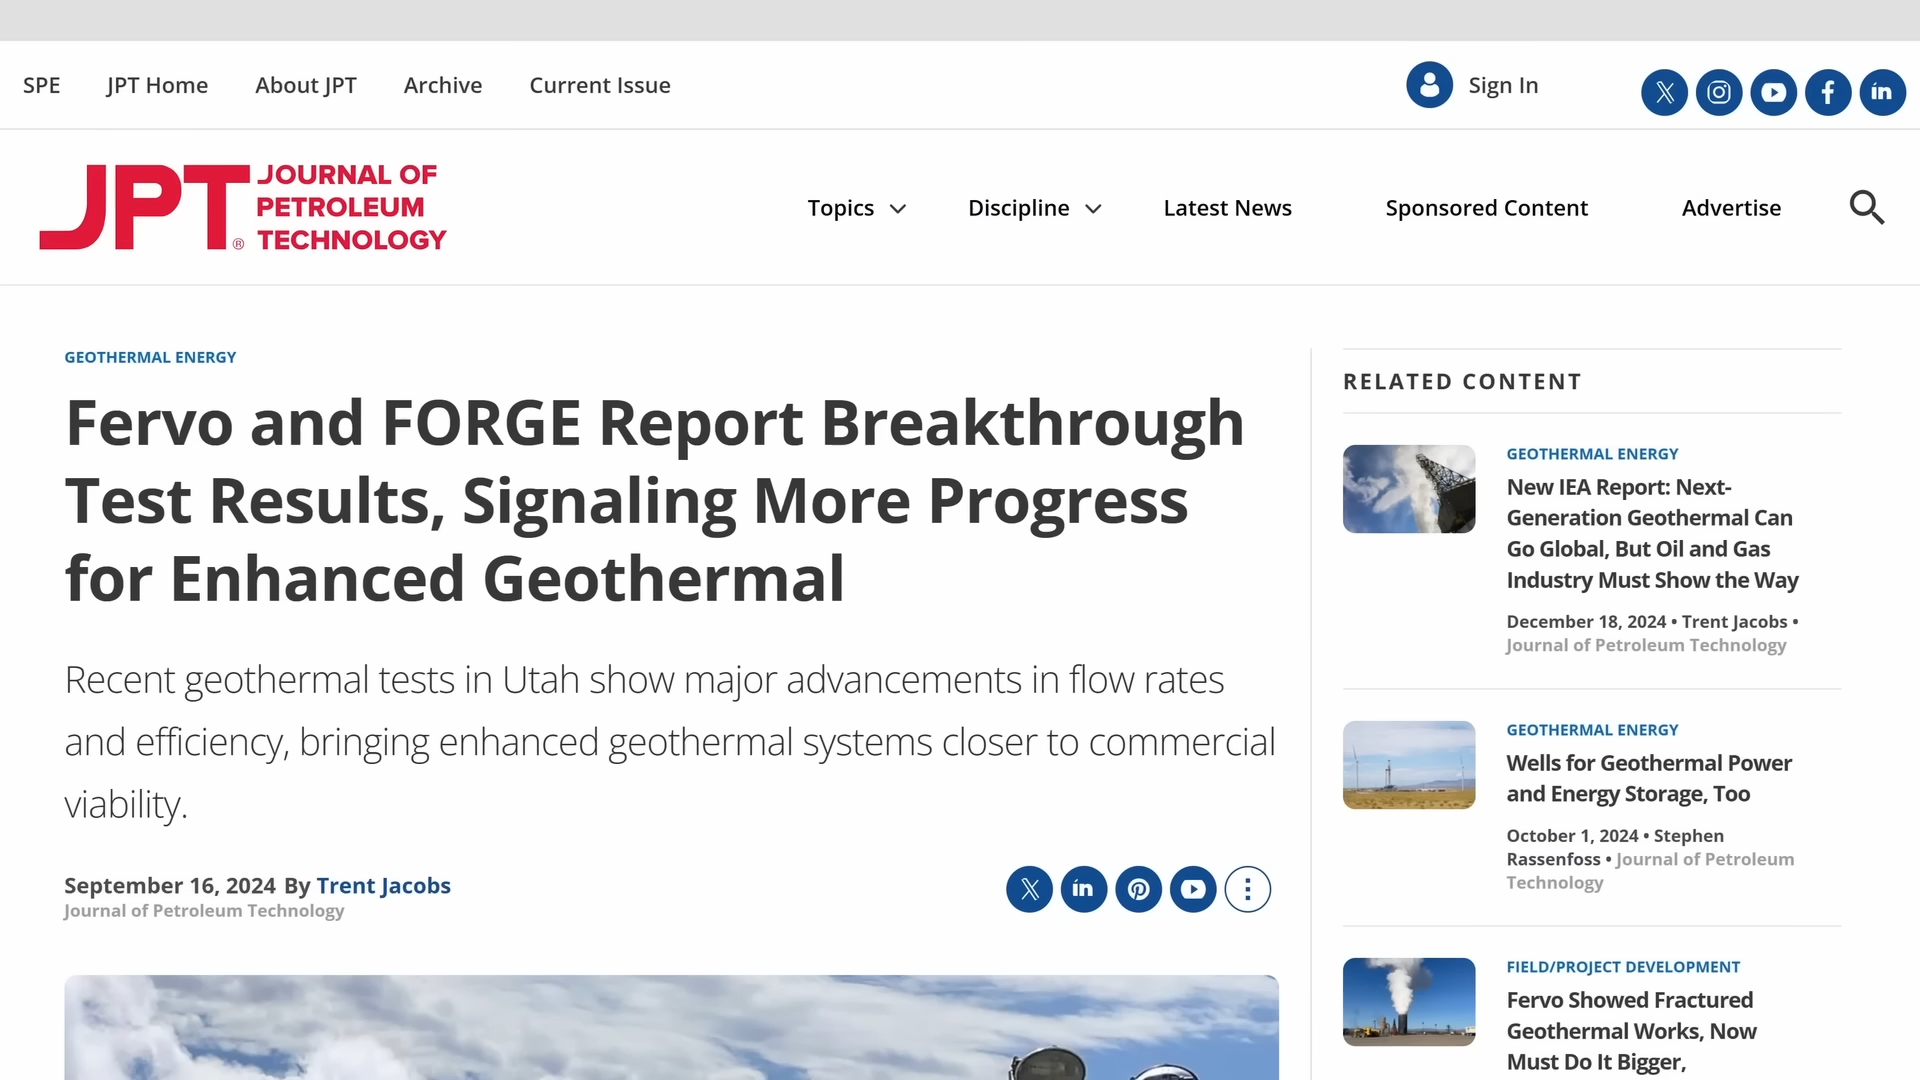 SPE JPT Home About JPT Archive Current Issue Sign In
JPT® JOURNAL OF
PETROLEUM
TECHNOLOGY
Topics Discipline Latest News Sponsored Content Advertise
GEOTHERMAL ENERGY
Fervo and FORGE Report Breakthrough
Test Results, Signaling More Progress
for Enhanced Geothermal
Recent geothermal tests in Utah show major advancements in flow rates
and efficiency, bringing enhanced geothermal systems closer to commercial
viability.
September 16, 2024 By Trent Jacobs
Journal of Petroleum Technology
RELATED CONTENT
GEOTHERMAL ENERGY
New IEA Report: Next-
Generation Geothermal Can
Go Global, But Oil and Gas
Industry Must Show the Way
December 18, 2024 • Trent Jacobs •
Journal of Petroleum Technology
GEOTHERMAL ENERGY
Wells for Geothermal Power
and Energy Storage, Too
October 1, 2024 • Stephen
Rassenfoss • Journal of Petroleum
Technology
FIELD/PROJECT DEVELOPMENT
Fervo Showed Fractured
Geothermal Works, Now
Must Do It Bigger,